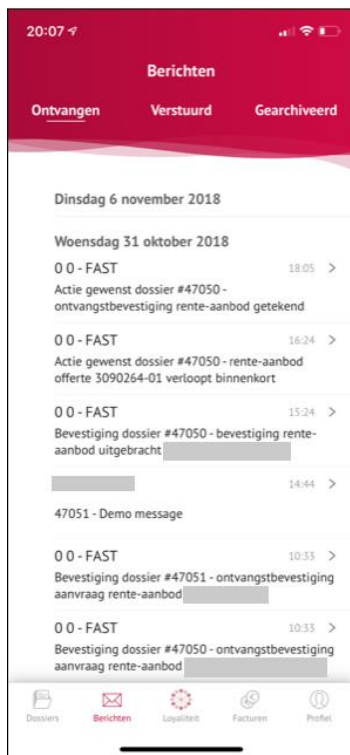 20:07
Berichten
Ontvangen Verstuurd Gearchiveerd
Dinsdag 6 november 2018
Woensdag 31 oktober 2018
0 0 - FAST 18:05
Actie gewenst dossier #47050 -
ontvangstbevestiging rente-aanbod getekend
0 0 - FAST 16:24
Actie gewenst dossier #47050 - rente-aanbod
offerte 3090264-01 verloopt binnenkort
0 0 - FAST 15:24
Bevestiging dossier #47050 - bevestiging rente-
aanbod uitgebracht
14:44
47051 - Demo message
0 0 - FAST 10:33
Bevestiging dossier #47051 - ontvangstbevestiging
aanvraag rente-aanbod
0 0 - FAST 10:33
Bevestiging dossier #47050 - ontvangstbevestiging
aanvraag rente-aanbod
Dossiers Berichten Loyaliteit Facturen Profiel